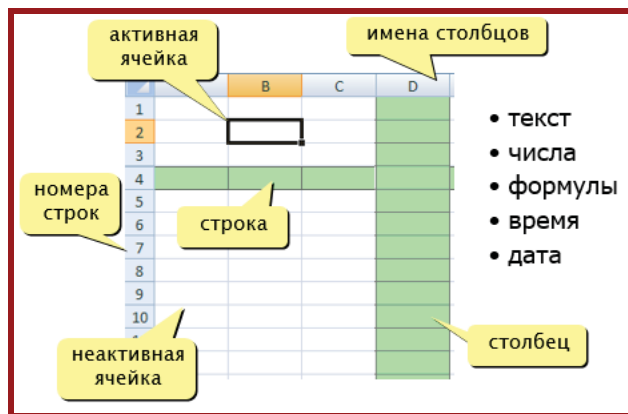 активная
ячейка
имена столбцов
B C D
1
2
3
4
5
6
7
8
9
10
номера
строк
строка
неактивная
ячейка
столбец
• текст
• числа
• формулы
• время
• дата